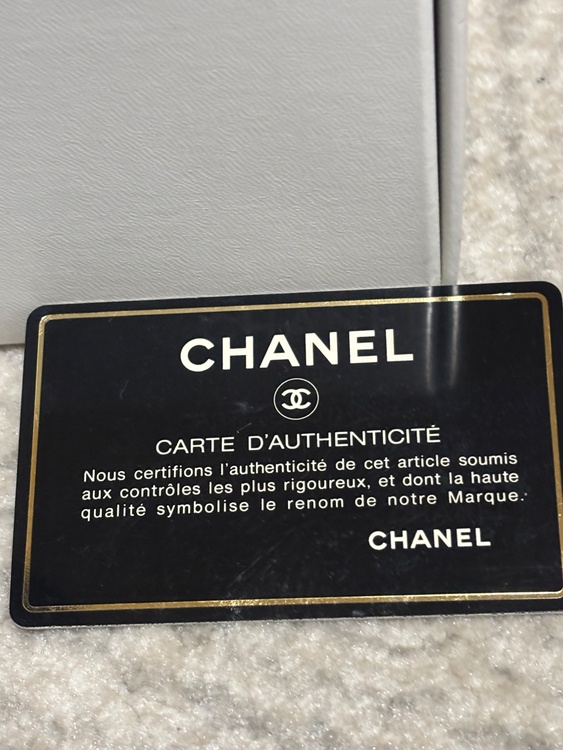 CHANEL
CARTE D'AUTHENTICITÉ
Nous certifions l'authenticité de cet article soumis
aux contrôles les plus rigoureux, et dont la haute
qualité symbolise le renom de notre Marque.
CHANEL